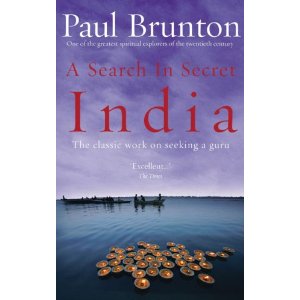 Paul Brunton
One of the greatest spiritual explorers of the twentieth century
A Search In Secret
India
The classic work on seeking a guru
'Excellent...'
The Times